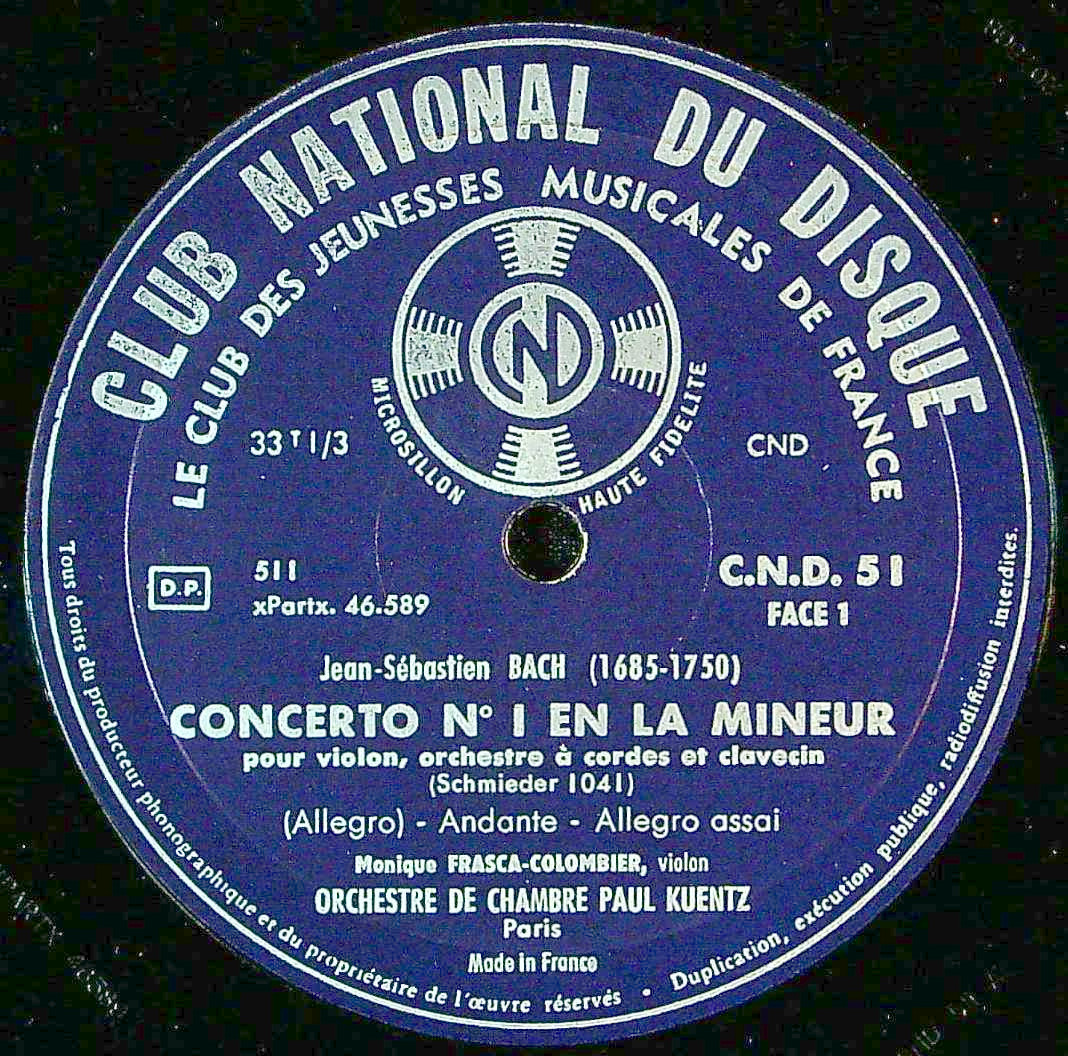 CLUB NATIONAL DU DISQUE
LE CLUB DES JEUNESSES MUSICALES DE FRANCE
CND
MICROSILLON HAUTE FIDELITE
33 T 1/3
CND
D.P.
511
xPartx. 46.589
C.N.D. 51
FACE 1
Jean-Sébastien BACH (1685-1750)
CONCERTO N° 1 EN LA MINEUR
pour violon, orchestre à cordes et clavecin
(Schmieder 1041)
(Allegro) - Andante - Allegro assai
Monique FRASCA-COLOMBIER, violon
ORCHESTRE DE CHAMBRE PAUL KUENTZ
Paris
Made in France
Tous droits du producteur phonographique et du propriétaire de l'œuvre réservés • Duplication, exécution publique, radiodiffusion interdites.